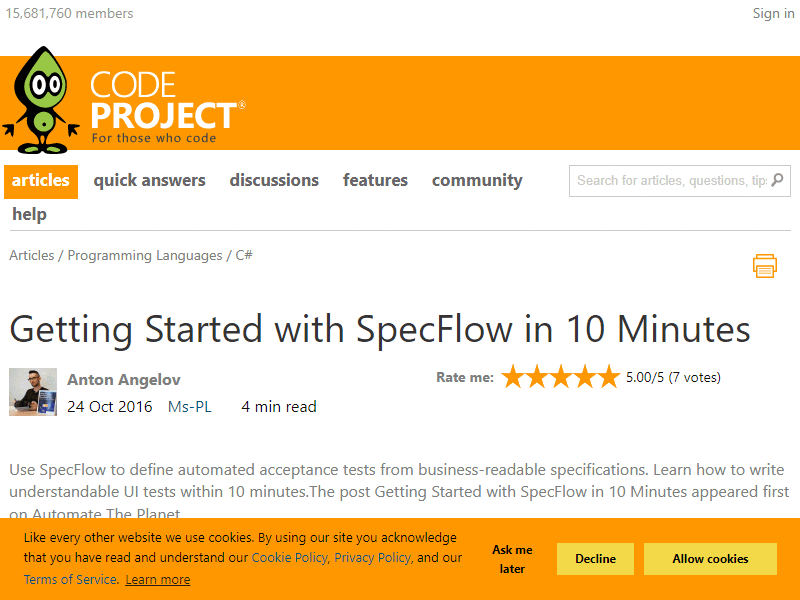 15,681,760 members
Sign in
CODE
PROJECT®
For those who code
articles quick answers discussions features community
Search for articles, questions, tips
help
Articles / Programming Languages / C#
Getting Started with SpecFlow in 10 Minutes
Anton Angelov
Rate me: 5.00/5 (7 votes)
24 Oct 2016 Ms-PL 4 min read
Use SpecFlow to define automated acceptance tests from business-readable specifications. Learn how to write
understandable UI tests within 10 minutes.The post Getting Started with SpecFlow in 10 Minutes appeared first
on Automate The Planet
Like every other website we use cookies. By using our site you acknowledge
that you have read and understand our Cookie Policy, Privacy Policy, and our
Terms of Service. Learn more
Ask me
later
Decline
Allow cookies